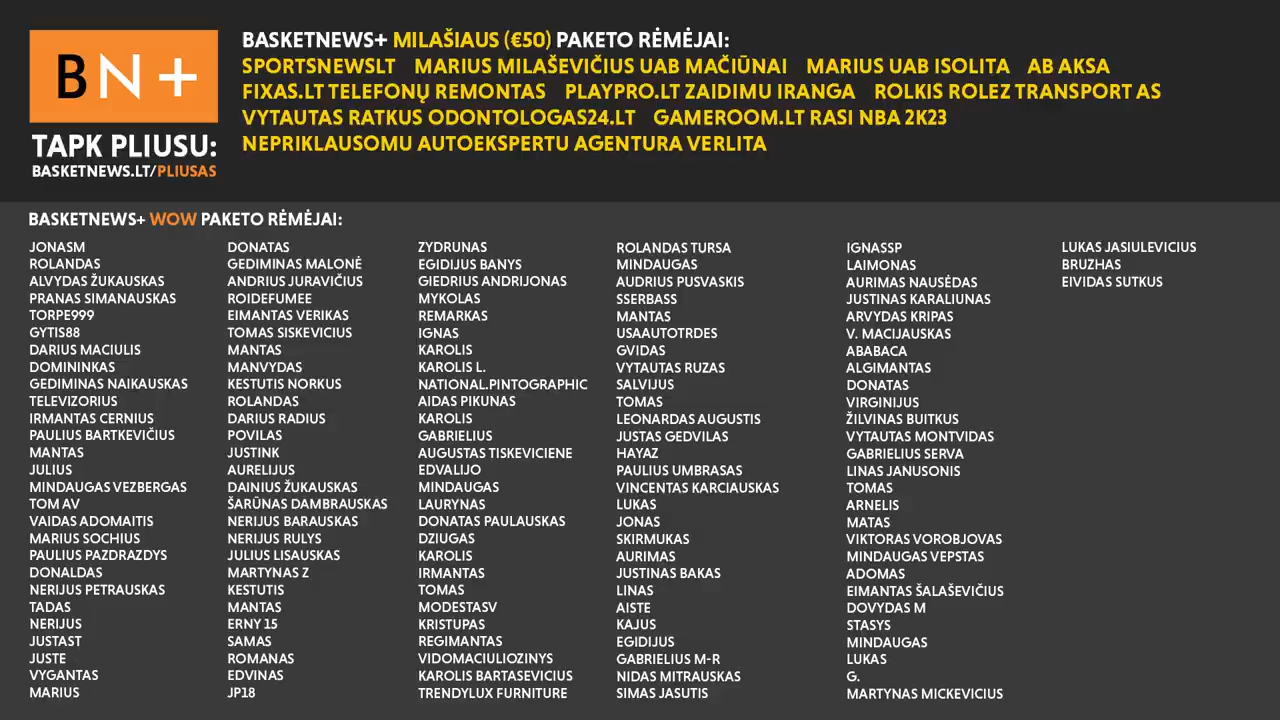 BN+
TAPK PLIUSU:
BASKETNEWS.LT/PLIUSAS
BASKETNEWS+ MILAŠIAUS (€50) PAKETO RĖMĖJAI:
SPORTSNEWSLT MARIUS MILAŠEVIČIUS UAB MAČIŪNAI MARIUS UAB ISOLITA AB AKSA
FIXAS.LT TELEFONŲ REMONTAS PLAYPRO.LT ZAIDIMU IRANGA ROLKIS ROLEZ TRANSPORT AS
VYTAUTAS RATKUS ODONTOLOGAS24.LT GAMEROOM.LT RASI NBA 2K23
NEPRIKLAUSOMU AUTOEKSPERTU AGENTURA VERLITA
BASKETNEWS+ WOW PAKETO RĖMĖJAI:
JONASM
ROLANDAS
ALVYDAS ŽUKAUSKAS
PRANAS SIMANAUSKAS
TORPE999
GYTIS88
DARIUS MACIULIS
DOMININKAS
GEDIMINAS NAIKAUSKAS
TELEVIZORIUS
IRMANTAS CERNIUS
PAULIUS BARTKEVIČIUS
MANTAS
JULIUS
MINDAUGAS VEZBERGAS
TOM AV
VAIDAS ADOMAITIS
MARIUS SOCHIUS
PAULIUS PAZDRAZDYS
DONALDAS
NERIJUS PETRAUSKAS
TADAS
NERIJUS
JUSTAST
JUSTE
VYGANTAS
MARIUS
DONATAS
GEDIMINAS MALONĖ
ANDRIUS JURAVIČIUS
ROIDEFUMEE
EIMANTAS VERIKAS
TOMAS SISKEVICIUS
MANTAS
MANVYDAS
KESTUTIS NORKUS
ROLANDAS
DARIUS RADIUS
POVILAS
JUSTINK
AURELIJUS
DAINIUS ŽUKAUSKAS
ŠARŪNAS DAMBRAUSKAS
NERIJUS BARAUSKAS
NERIJUS RULYS
JULIUS LISAUSKAS
MARTYNAS Z
KESTUTIS
MANTAS
ERNY 15
SAMAS
ROMANAS
EDVINAS
JP18
ZYDRUNAS
EGIDIJUS BANYS
GIEDRIUS ANDRIJONAS
MYKOLAS
REMARKAS
IGNAS
KAROLIS
KAROLIS L.
NATIONAL.PINTOGRAPHIC
AIDAS PIKUNAS
KAROLIS
GABRIELIUS
AUGUSTAS TISKEVICIENE
EDVALIJO
MINDAUGAS
LAURYNAS
DONATAS PAULAUSKAS
DZIUGAS
KAROLIS
IRMANTAS
TOMAS
MODESTASV
KRISTUPAS
REGIMANTAS
VIDOMACIULIOZINYS
KAROLIS BARTASEVICIUS
TRENDYLUX FURNITURE
ROLANDAS TURSA
MINDAUGAS
AUDRIUS PUSVASKIS
SSERBASS
MANTAS
USAAUTOTRDES
GVIDAS
VYTAUTAS RUZAS
SALVIJUS
TOMAS
LEONARDAS AUGUSTIS
JUSTAS GEDVILAS
HAYAZ
PAULIUS UMBRASAS
VINCENTAS KARCIAUSKAS
LUKAS
JONAS
SKIRMUKAS
AURIMAS
JUSTINAS BAKAS
LINAS
AISTE
KAJUS
EGIDIJUS
GABRIELIUS M-R
NIDAS MITRAUSKAS
SIMAS JASUTIS
IGNASSP
LAIMONAS
AURIMAS NAUSĖDAS
JUSTINAS KARALIUNAS
ARVYDAS KRIPAS
V. MACIJAUSKAS
ABABACA
ALGIMANTAS
DONATAS
VIRGINIJUS
ŽILVINAS BUITKUS
VYTAUTAS MONTVIDAS
GABRIELIUS SERVA
LINAS JANUSONIS
TOMAS
ARNELIS
MATAS
VIKTORAS VOROBJOVAS
MINDAUGAS VEPSTAS
ADOMAS
EIMANTAS ŠALAŠEVIČIUS
DOVYDAS M
STASYS
MINDAUGAS
LUKAS
G.
MARTYNAS MICKEVICIUS
LUKAS JASIULEVICIUS
BRUZHAS
EIVIDAS SUTKUS